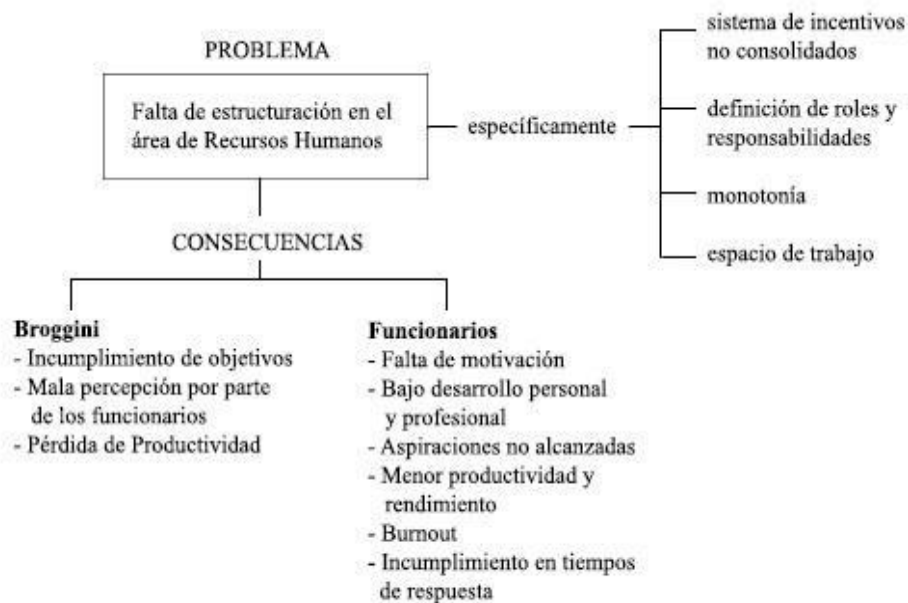 PROBLEMA
Falta de estructuración en el
área de Recursos Humanos
específicamente
sistema de incentivos
no consolidados
definición de roles y
responsabilidades
monotonía
espacio de trabajo
CONSECUENCIAS
Broggini
- Incumplimiento de objetivos
- Mala percepción por parte
de los funcionarios
- Pérdida de Productividad
Funcionarios
- Falta de motivación
- Bajo desarrollo personal
y profesional
- Aspiraciones no alcanzadas
- Menor productividad y
rendimiento
- Burnout
- Incumplimiento en tiempos
de respuesta